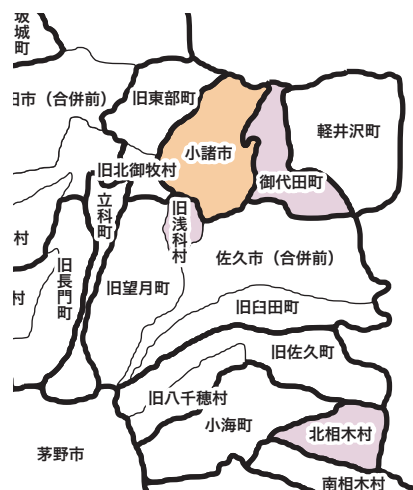 坂城町
旧東部町
田市（合併前）
軽井沢町
小諸市
旧北御牧村
御代田町
立科町
旧浅科村
村
旧長門町
佐久市（合併前）
旧望月町
村
旧臼田町
旧佐久町
旧八千穂村
小海町
北相木村
茅野市
南相木村